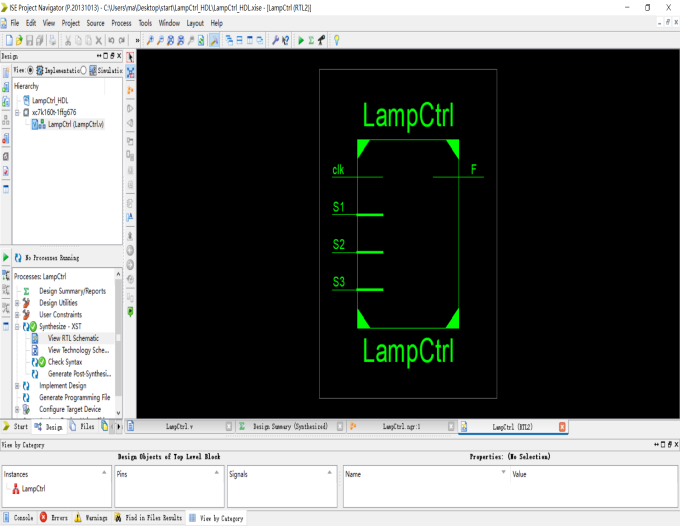 ISE Project Navigator (P.20131013) - C:\Users\ma\Desktop\start\LampCtrl_HDL\LampCtrl_HDL.xise - [LampCtrl (RTL2)]
File Edit View Project Source Process Tools Window Layout Help
Design
View: Implementatio Simulatio
Hierarchy
LampCtrl_HDL
xc7k160t-1ffg676
LampCtrl (LampCtrl.v)
No Processes Running
Processes: LampCtrl
Design Summary/Reports
Design Utilities
User Constraints
Synthesize - XST
View RTL Schematic
View Technology Sche...
Check Syntax
Generate Post-Synthesi...
Implement Design
Generate Programming File
Configure Target Device
LampCtrl
clk
F
S1
S2
S3
LampCtrl
Start Design Files
LampCtrl.v
Design Summary (Synthesized)
LampCtrl.ngr:1
LampCtrl (RTL2)
View by Category
Design Objects of Top Level Block
Properties: (No Selection)
Instances Pins Signals Name Value
LampCtrl
Console Errors Warnings Find in Files Results View by Category